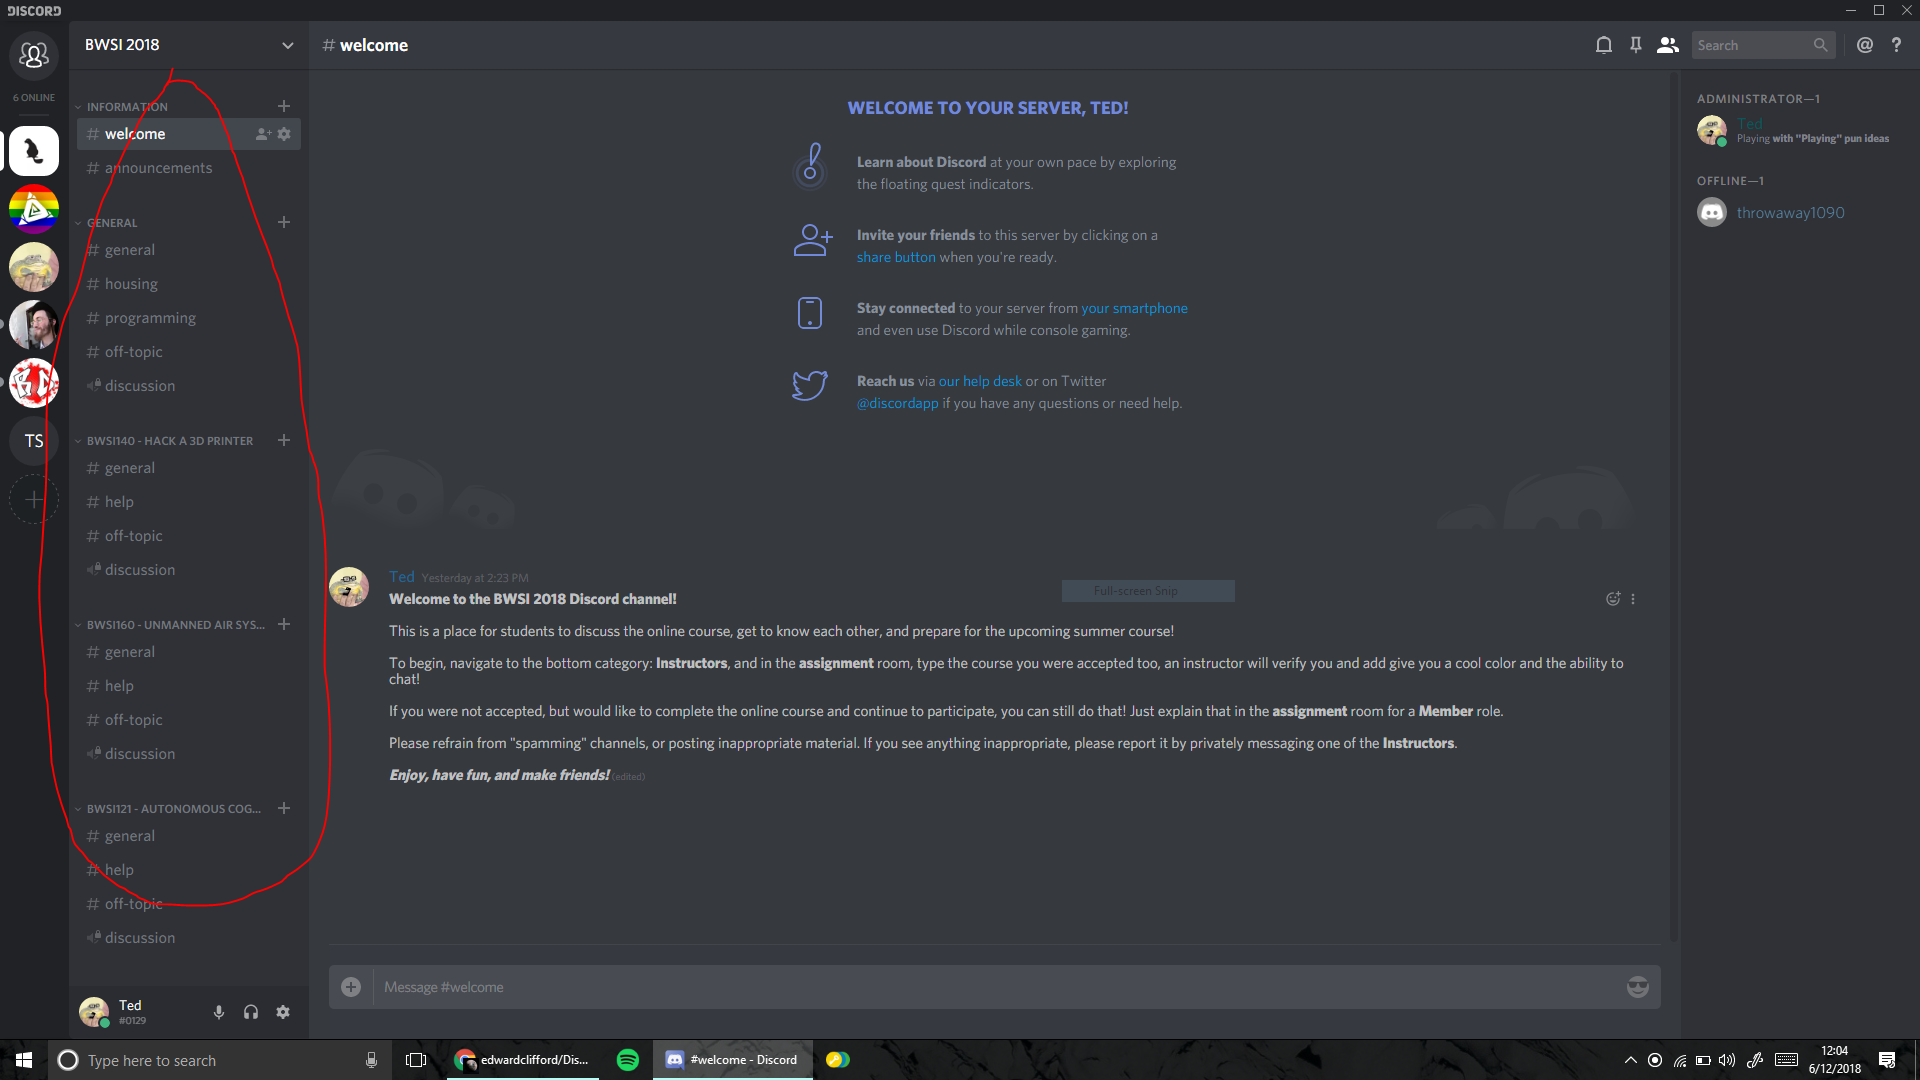 DISCORD
BWSI 2018
# welcome
Search
@
?
6 ONLINE
INFORMATION
# welcome
# announcements
GENERAL
# general
# housing
# programming
# off-topic
discussion
BWSI140 - HACK A 3D PRINTER
# general
# help
# off-topic
discussion
BWSI160 - UNMANNED AIR SYS...
# general
# help
# off-topic
discussion
BWSI121 - AUTONOMOUS COG...
# general
# help
# off-topic
discussion
TS
Ted
#0129
WELCOME TO YOUR SERVER, TED!
Learn about Discord at your own pace by exploring
the floating quest indicators.
Invite your friends to this server by clicking on a
share button when you're ready.
Stay connected to your server from your smartphone
and even use Discord while console gaming.
Reach us via our help desk or on Twitter
@discordapp if you have any questions or need help.
Ted Yesterday at 2:23 PM
Full-screen Snip
Welcome to the BWSI 2018 Discord channel!
This is a place for students to discuss the online course, get to know each other, and prepare for the upcoming summer course!
To begin, navigate to the bottom category: Instructors, and in the assignment room, type the course you were accepted too, an instructor will verify you and add give you a cool color and the ability to
chat!
If you were not accepted, but would like to complete the online course and continue to participate, you can still do that! Just explain that in the assignment room for a Member role.
Please refrain from "spamming" channels, or posting inappropriate material. If you see anything inappropriate, please report it by privately messaging one of the Instructors.
Enjoy, have fun, and make friends! (edited)
Message #welcome
ADMINISTRATOR—1
Ted
Playing with "Playing" pun ideas
OFFLINE—1
throwaway1090
Type here to search
edwardclifford/Dis...
#welcome - Discord
12:04
6/12/2018